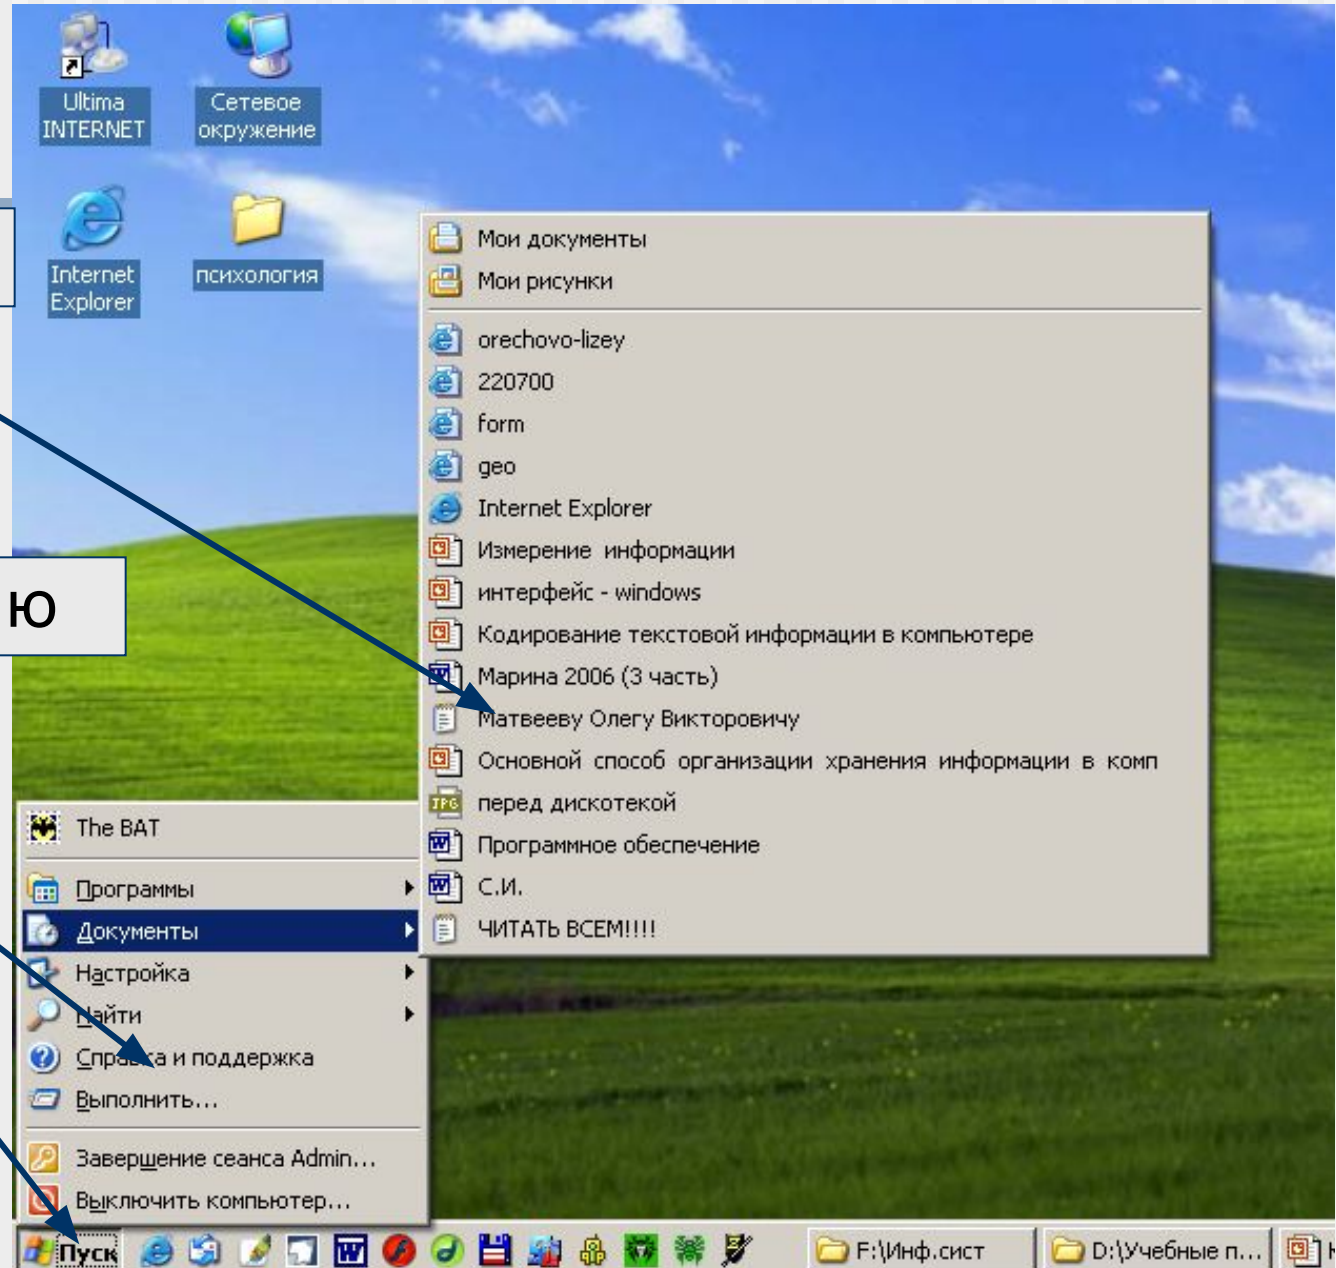 Ultima
INTERNET
Сетевое
окружение
Internet
Explorer
психология
ю
Мои документы
Мои рисунки
orechovo-lizey
220700
form
geo
Internet Explorer
Измерение информации
интерфейс - windows
Кодирование текстовой информации в компьютере
Марина 2006 (3 часть)
Матвееву Олегу Викторовичу
Основной способ организации хранения информации в комп
перед дискотекой
Программное обеспечение
С.И.
ЧИТАТЬ ВСЕМ!!!!
The BAT
Программы
Документы
Настройка
Найти
Справка и поддержка
Выполнить...
Завершение сеанса Admin...
Выключить компьютер...
Пуск
F:\Инф.сист
D:\Учебные п...